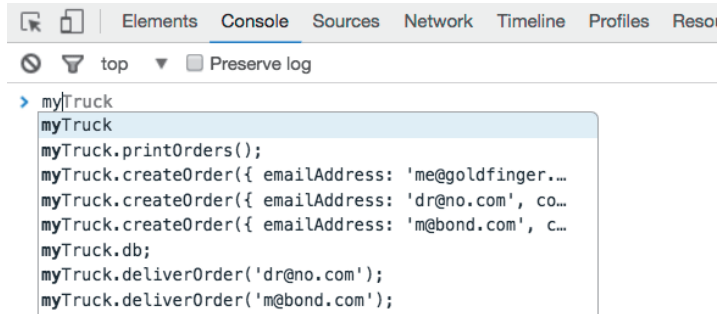 Elements Console Sources Network Timeline Profiles Resou
top ▼ Preserve log
> myTruck
myTruck
myTruck.printOrders();
myTruck.createOrder({ emailAddress: 'me@goldfinger.…
myTruck.createOrder({ emailAddress: 'dr@no.com', co…
myTruck.createOrder({ emailAddress: 'm@bond.com', c…
myTruck.db;
myTruck.deliverOrder('dr@no.com');
myTruck.deliverOrder('m@bond.com');